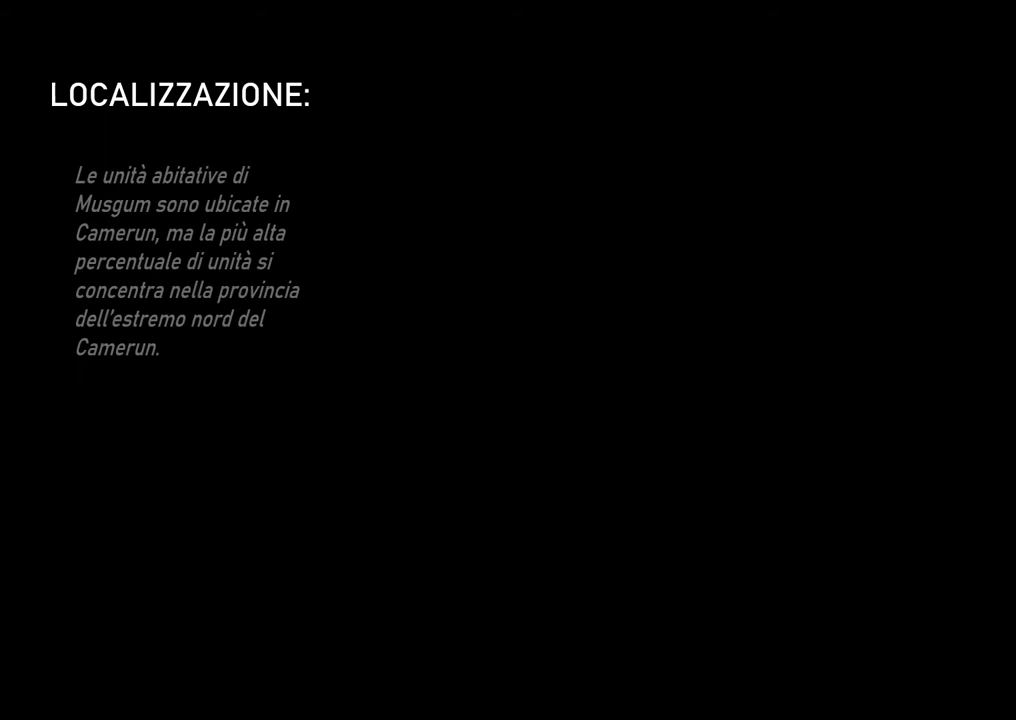 LOCALIZZAZIONE:
Le unità abitative di
Musgum sono ubicate in
Camerun, ma la più alta
percentuale di unità si
concentra nella provincia
dell'estremo nord del
Camerun.